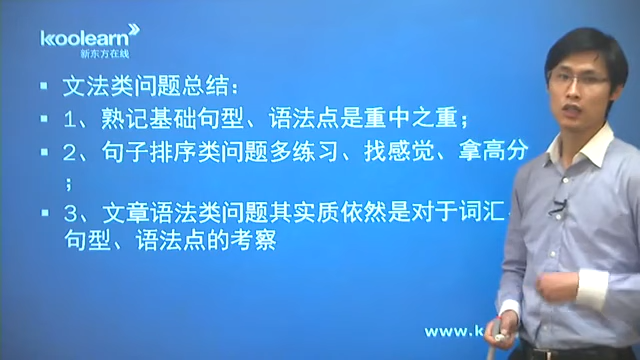 koolearn
新东方在线
文法类问题总结：
1、熟记基础句型、语法点是重中之重；
2、句子排序类问题多练习、找感觉、拿高分
；
3、文章语法类问题其实质依然是对于词汇、
句型、语法点的考察
www.k